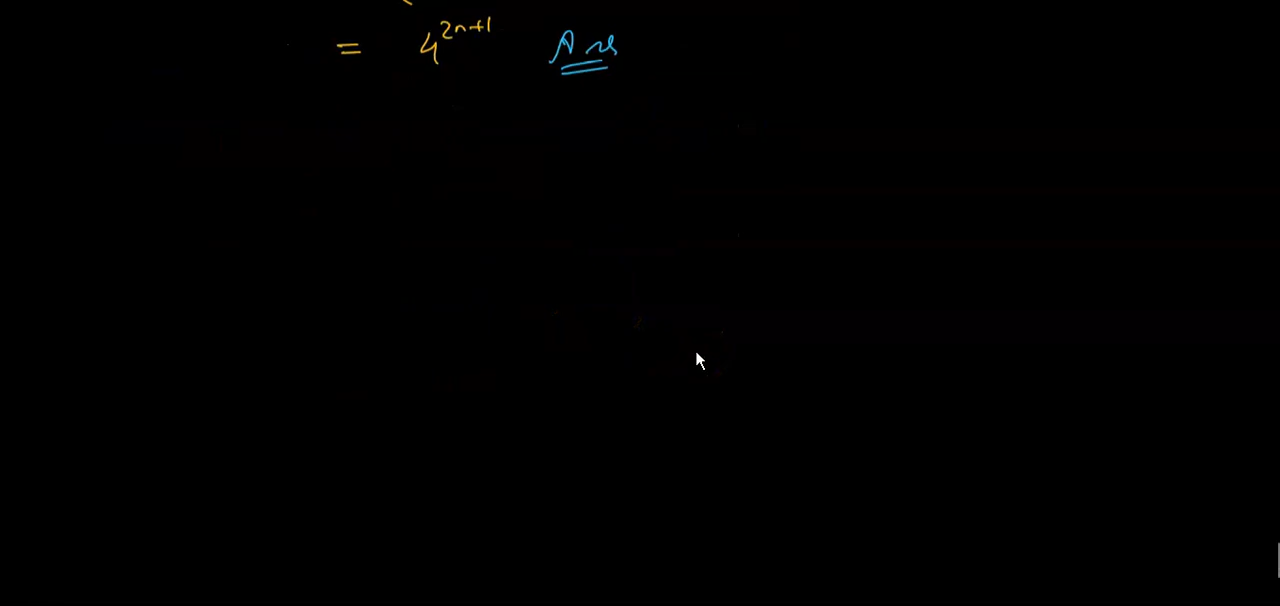 = 4^{2n+1} Ans